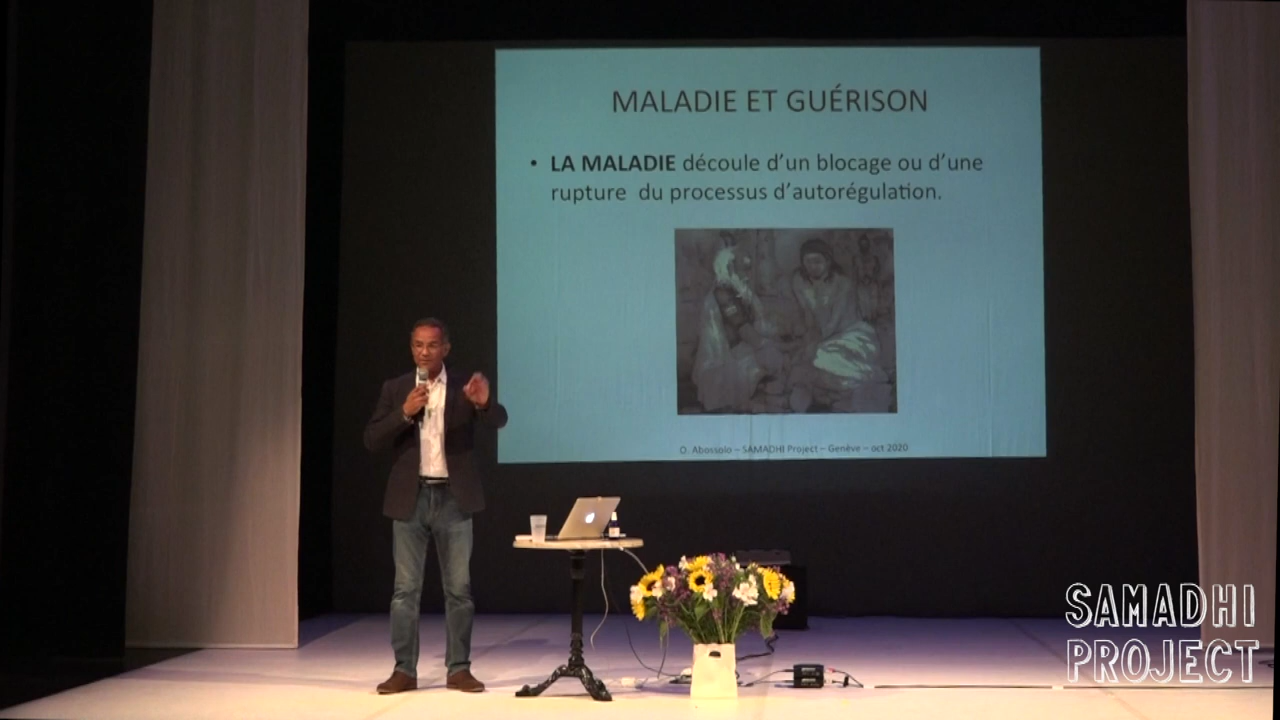 MALADIE ET GUÉRISON
• LA MALADIE découle d’un blocage ou d’une
rupture du processus d’autorégulation.
O. Abossolo – SAMADHI Project – Genève – oct 2020
SAMADHI
PROJECT